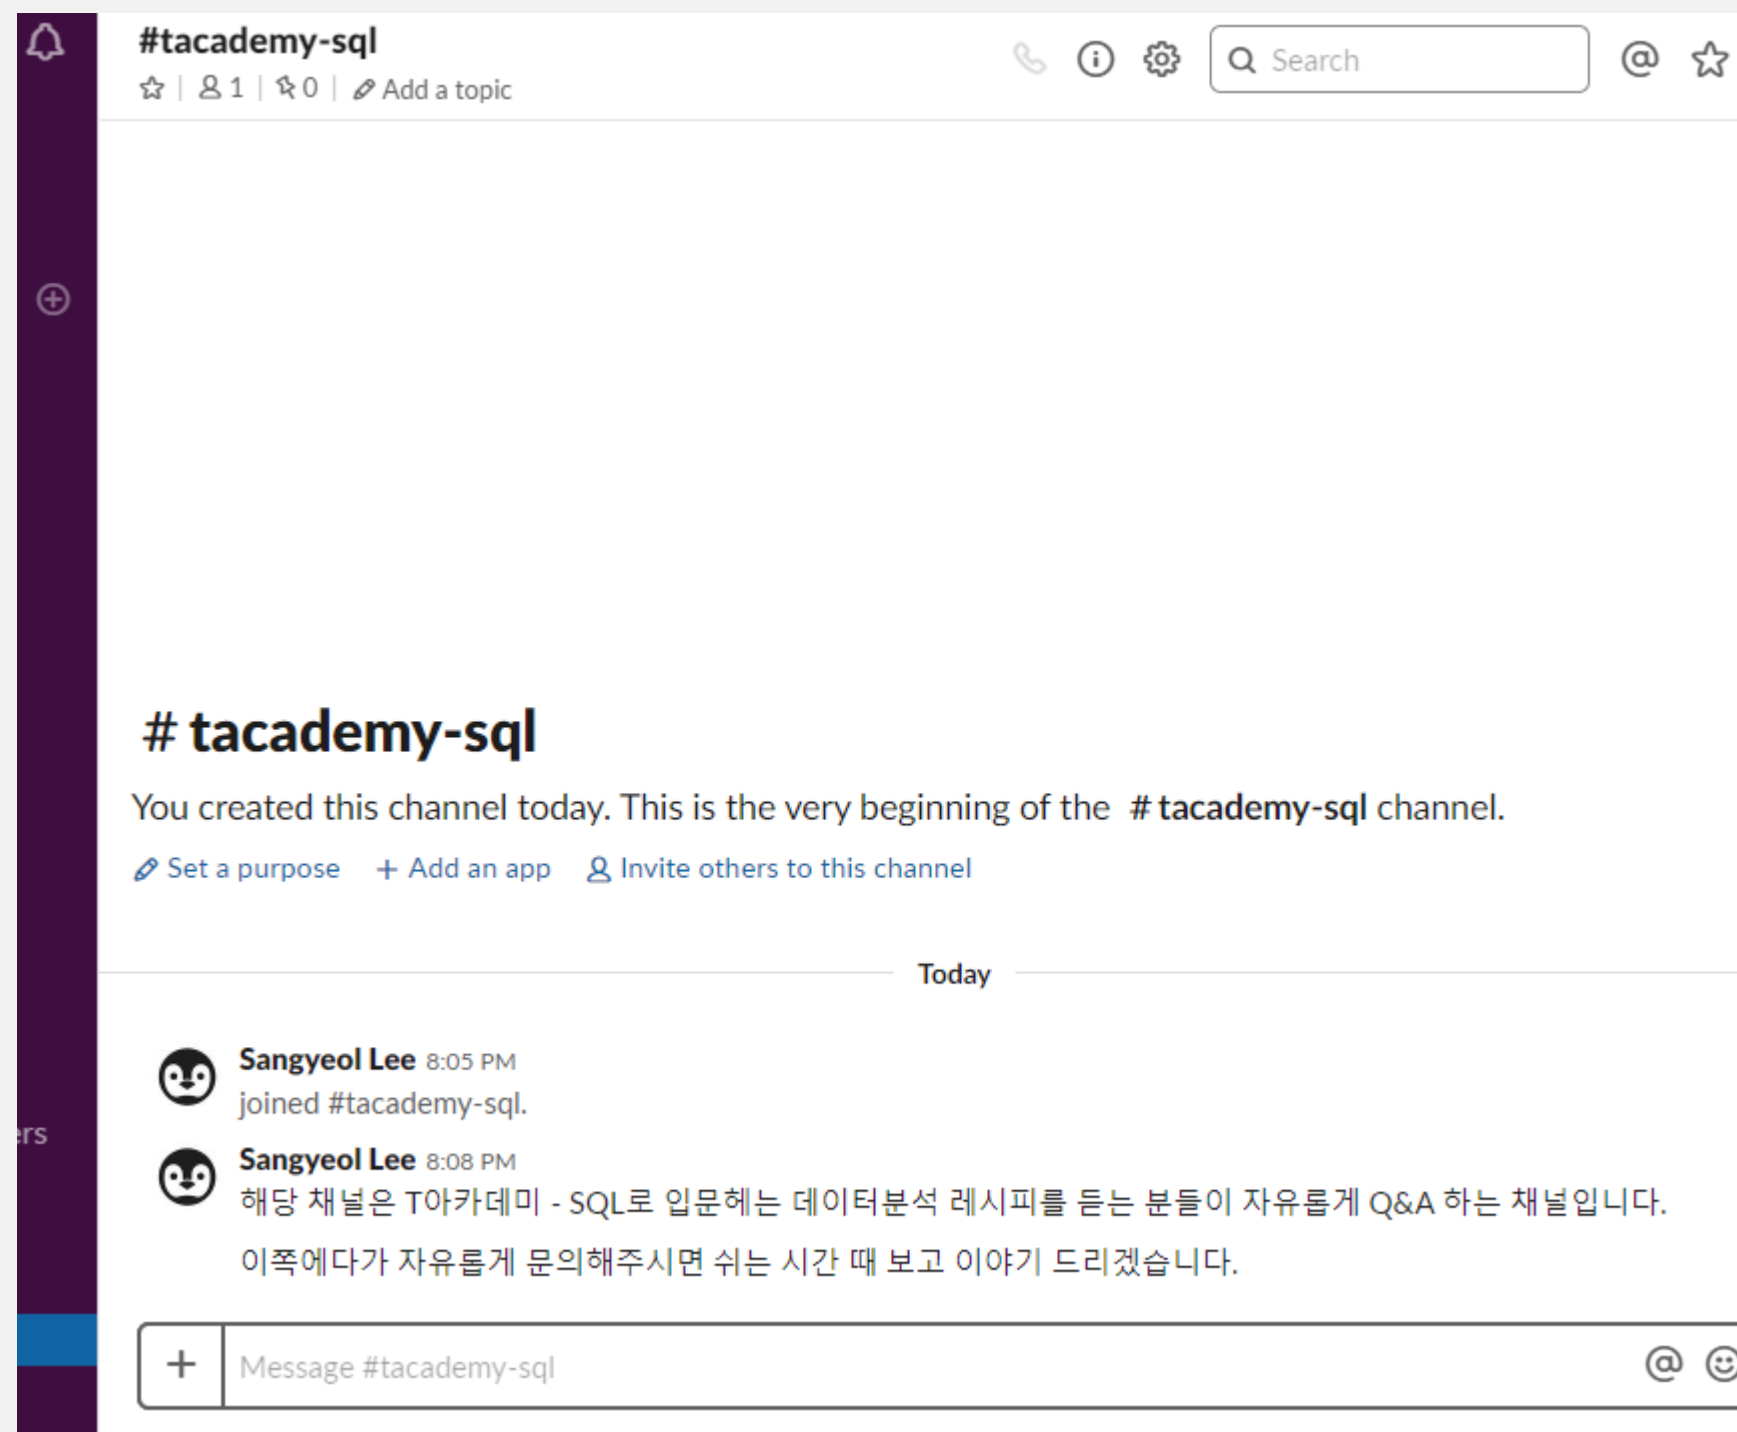 #tacademy-sql
1 | 0 | Add a topic
Search
# tacademy-sql
You created this channel today. This is the very beginning of the # tacademy-sql channel.
Set a purpose + Add an app Invite others to this channel
Today
Sangyeol Lee 8:05 PM
joined #tacademy-sql.
ers
Sangyeol Lee 8:08 PM
해당 채널은 T아카데미 - SQL로 입문헤는 데이터분석 레시피를 듣는 분들이 자유롭게 Q&A 하는 채널입니다.
이쪽에다가 자유롭게 문의해주시면 쉬는 시간 때 보고 이야기 드리겠습니다.
Message #tacademy-sql